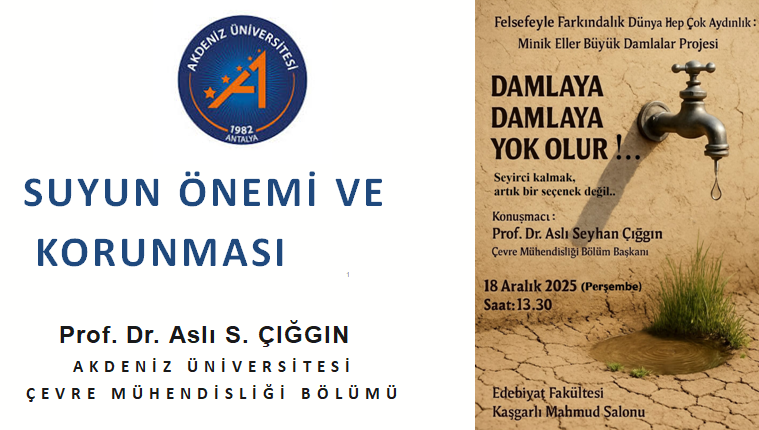 AKDENİZ ÜNİVERSİTESİ
1982
ANTALYA
SUYUN ÖNEMİ VE
KORUNMASI
1
Prof. Dr. Aslı S. ÇIĞGIN
AKDENİZ ÜNİVERSİTESİ
ÇEVRE MÜHENDİSLİĞİ BÖLÜMÜ
Felsefeyle Farkındalık Dünya Hep Çok Aydınlık:
Minik Eller Büyük Damlalar Projesi
DAMLAYA
DAMLAYA
YOK OLUR !..
Seyirci kalmak,
artık bir seçenek değil..
Konuşmacı:
Prof. Dr. Aslı Seyhan Çığgın
Çevre Mühendisliği Bölüm Başkanı
18 Aralık 2025 (Perşembe)
Saat:13.30
Edebiyat Fakültesi
Kaşgarlı Mahmud Salonu